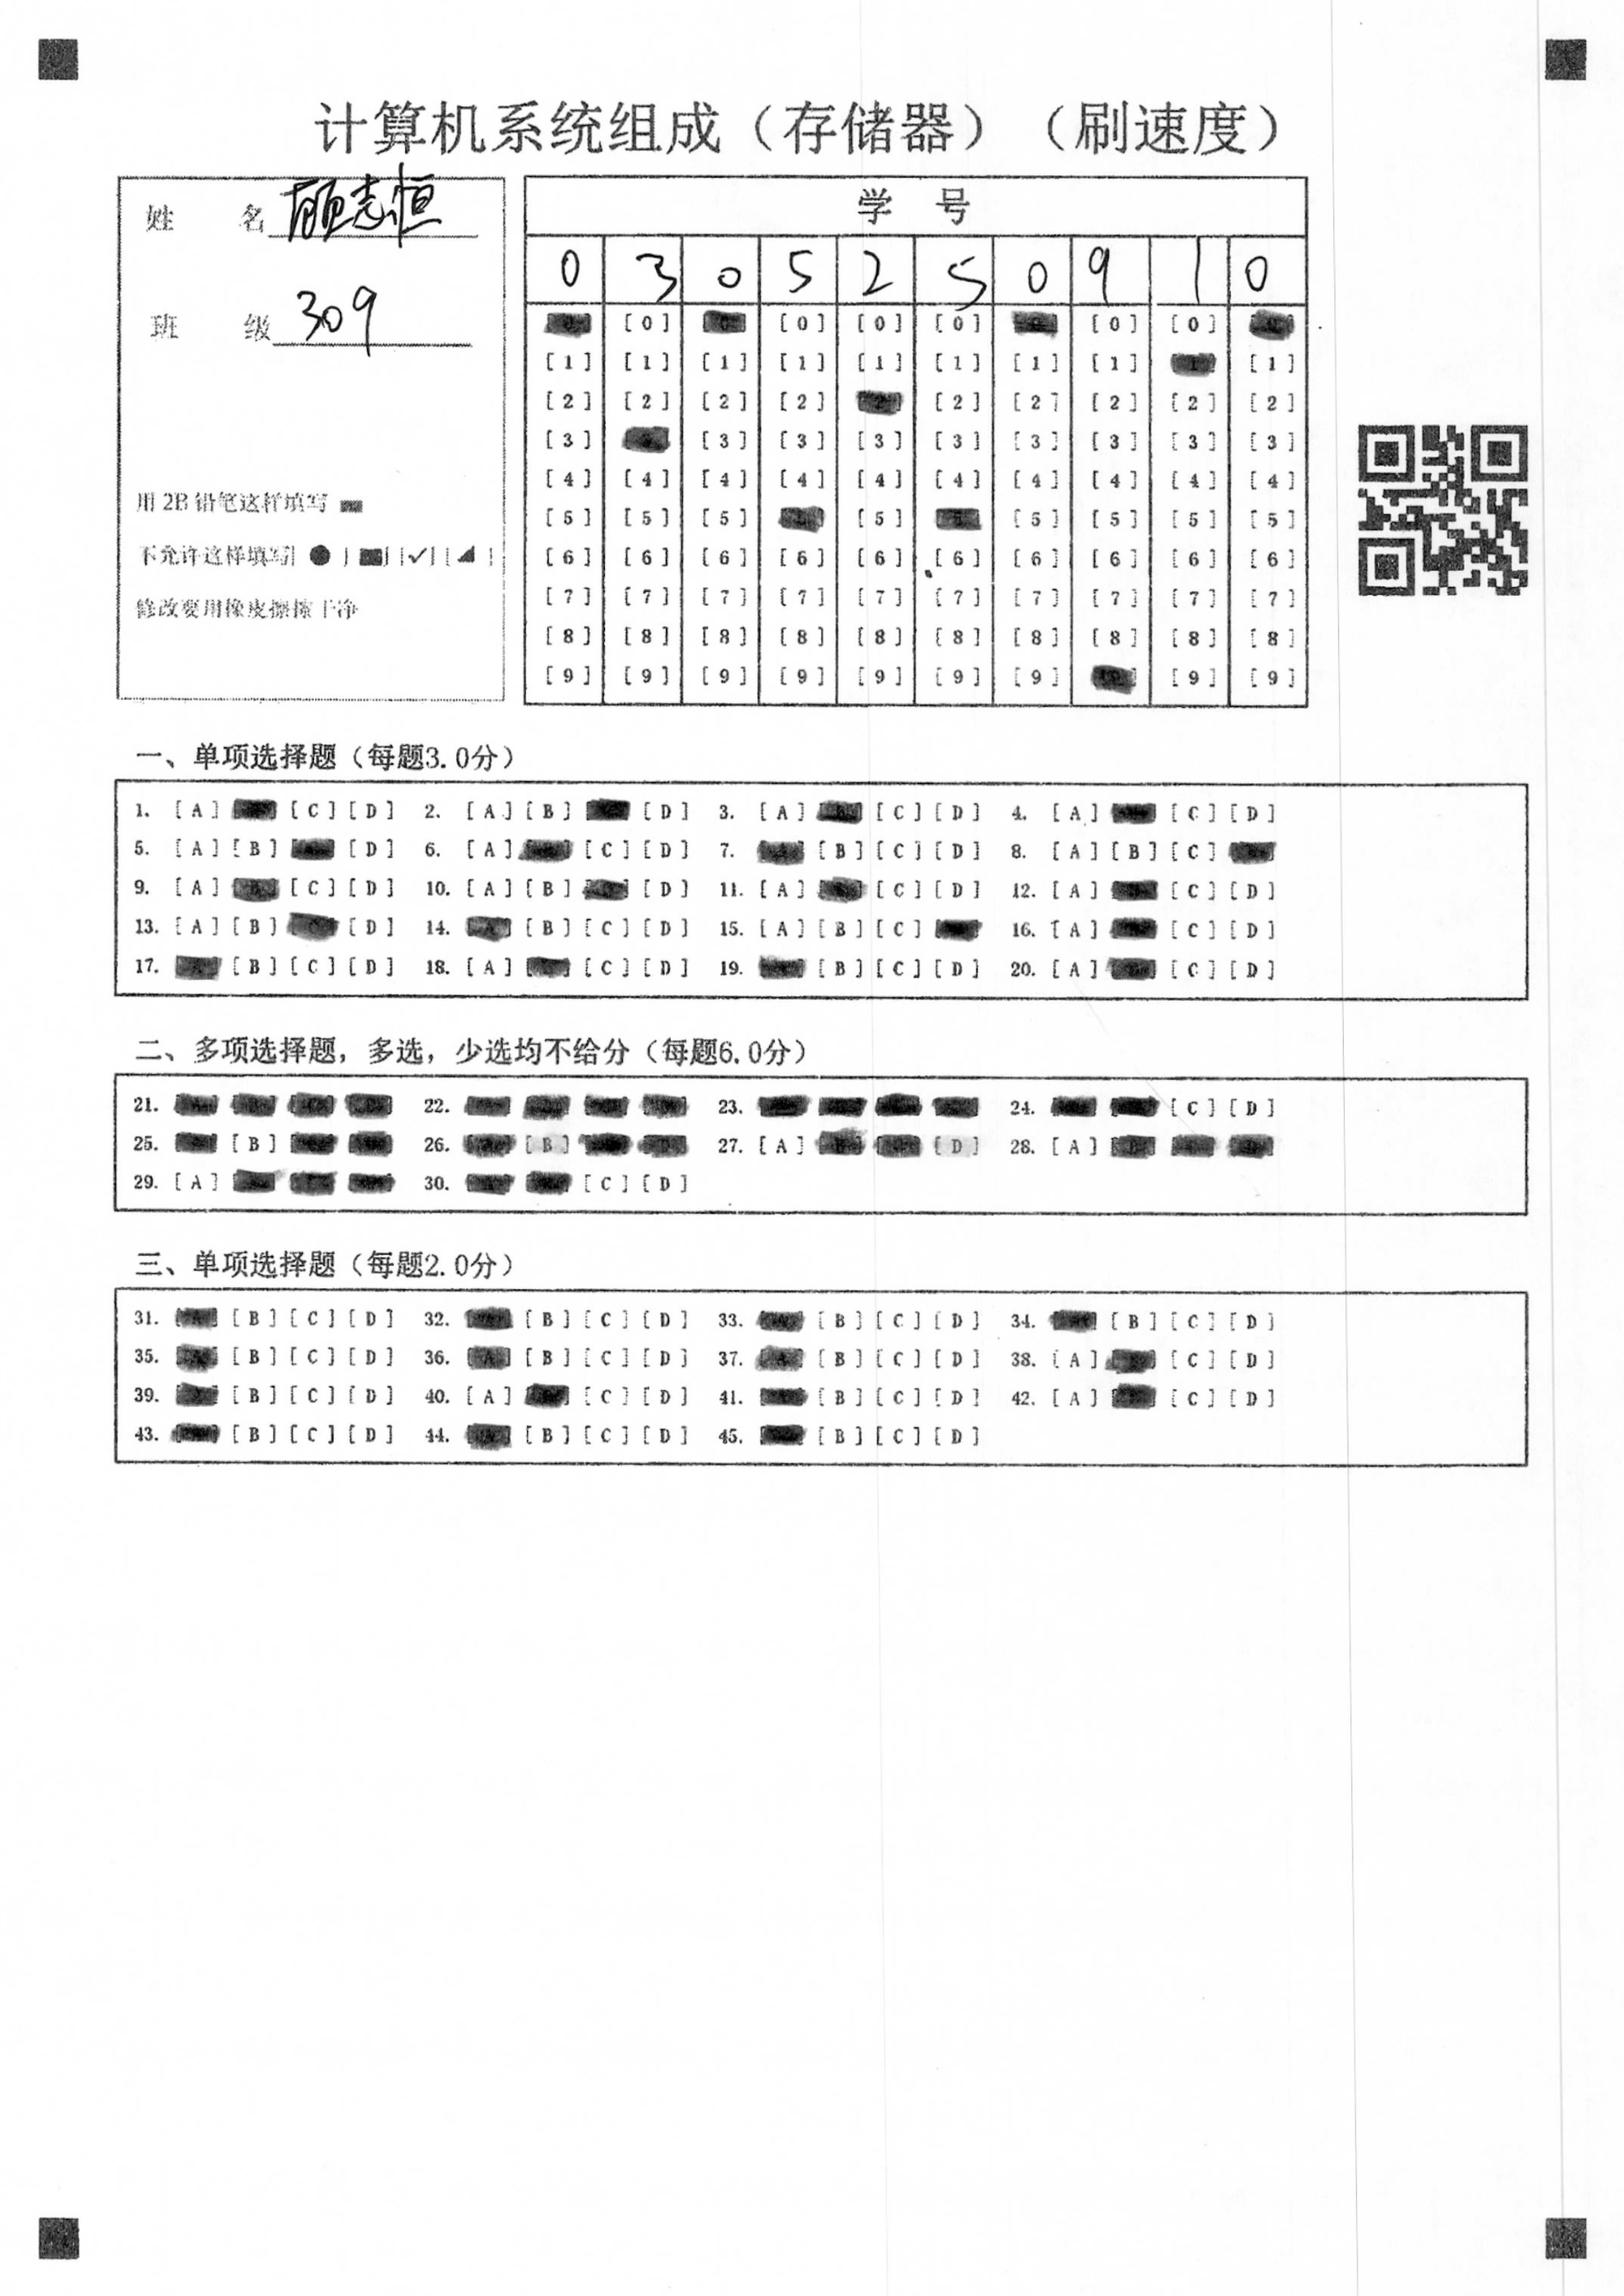 计算机系统组成（存储器）（刷速度）
姓 名 顾志恒
班 级 309
用 2B 铅笔这样填写
不允许这样填写
修改要用橡皮擦擦干净
学 号
0 3 0 5 2 5 0 9 1 0
[0] [0] [0] [0] [0] [0]
[1] [1] [1] [1] [1] [1] [1] [1] [1]
[2] [2] [2] [2] [2] [2] [2] [2] [2]
[3] [3] [3] [3] [3] [3] [3] [3] [3]
[4] [4] [4] [4] [4] [4] [4] [4] [4] [4]
[5] [5] [5] [5] [5] [5] [5] [5]
[6] [6] [6] [6] [6] [6] [6] [6] [6] [6]
[7] [7] [7] [7] [7] [7] [7] [7] [7] [7]
[8] [8] [8] [8] [8] [8] [8] [8] [8] [8]
[9] [9] [9] [9] [9] [9] [9] [9] [9]
一、单项选择题（每题3.0分）
1. [A] [C] [D] 2. [A] [B] [D] 3. [A] [C] [D] 4. [A] [C] [D]
5. [A] [B] [D] 6. [A] [C] [D] 7. [B] [C] [D] 8. [A] [B] [C]
9. [A] [C] [D] 10. [A] [B] [D] 11. [A] [C] [D] 12. [A] [C] [D]
13. [A] [B] [D] 14. [B] [C] [D] 15. [A] [B] [C] 16. [A] [C] [D]
17. [B] [C] [D] 18. [A] [C] [D] 19. [B] [C] [D] 20. [A] [C] [D]
二、多项选择题，多选，少选均不给分（每题6.0分）
21. 22. 23. 24. [C] [D]
25. [B] 26. [B] 27. [A] [D] 28. [A]
29. [A] 30. [C] [D]
三、单项选择题（每题2.0分）
31. [B] [C] [D] 32. [B] [C] [D] 33. [B] [C] [D] 34. [B] [C] [D]
35. [B] [C] [D] 36. [B] [C] [D] 37. [B] [C] [D] 38. [A] [C] [D]
39. [B] [C] [D] 40. [A] [C] [D] 41. [B] [C] [D] 42. [A] [C] [D]
43. [B] [C] [D] 44. [B] [C] [D] 45. [B] [C] [D]